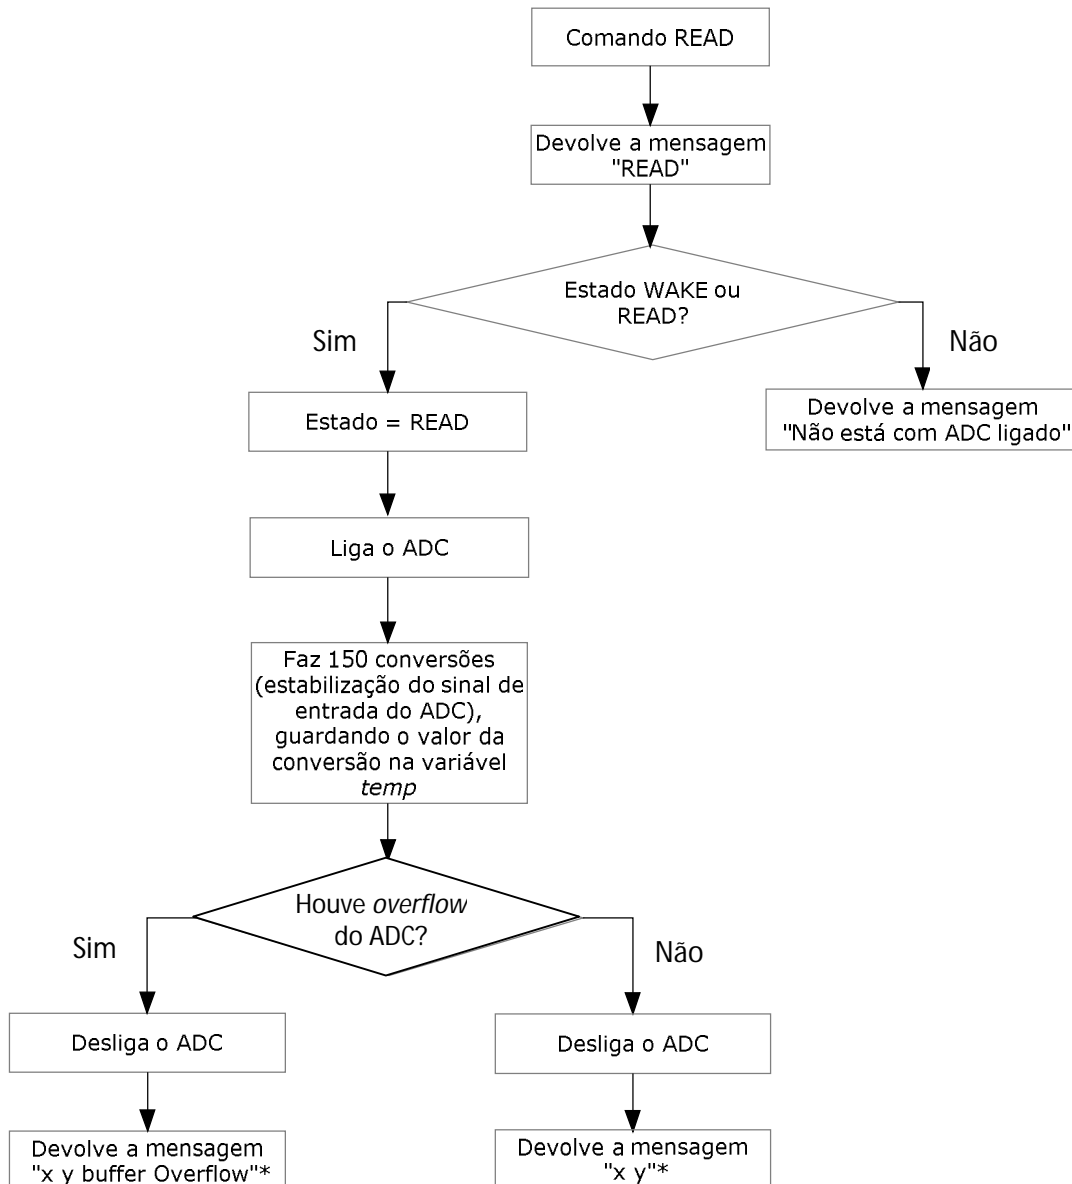 Comando READ
Devolve a mensagem
"READ"
Estado WAKE ou
READ?
Sim
Não
Estado = READ
Devolve a mensagem
"Não está com ADC ligado"
Liga o ADC
Faz 150 conversões
(estabilização do sinal de
entrada do ADC),
guardando o valor da
conversão na variável
temp
Houve overflow
do ADC?
Sim
Não
Desliga o ADC
Desliga o ADC
Devolve a mensagem
"x y buffer Overflow"*
Devolve a mensagem
"x y"*